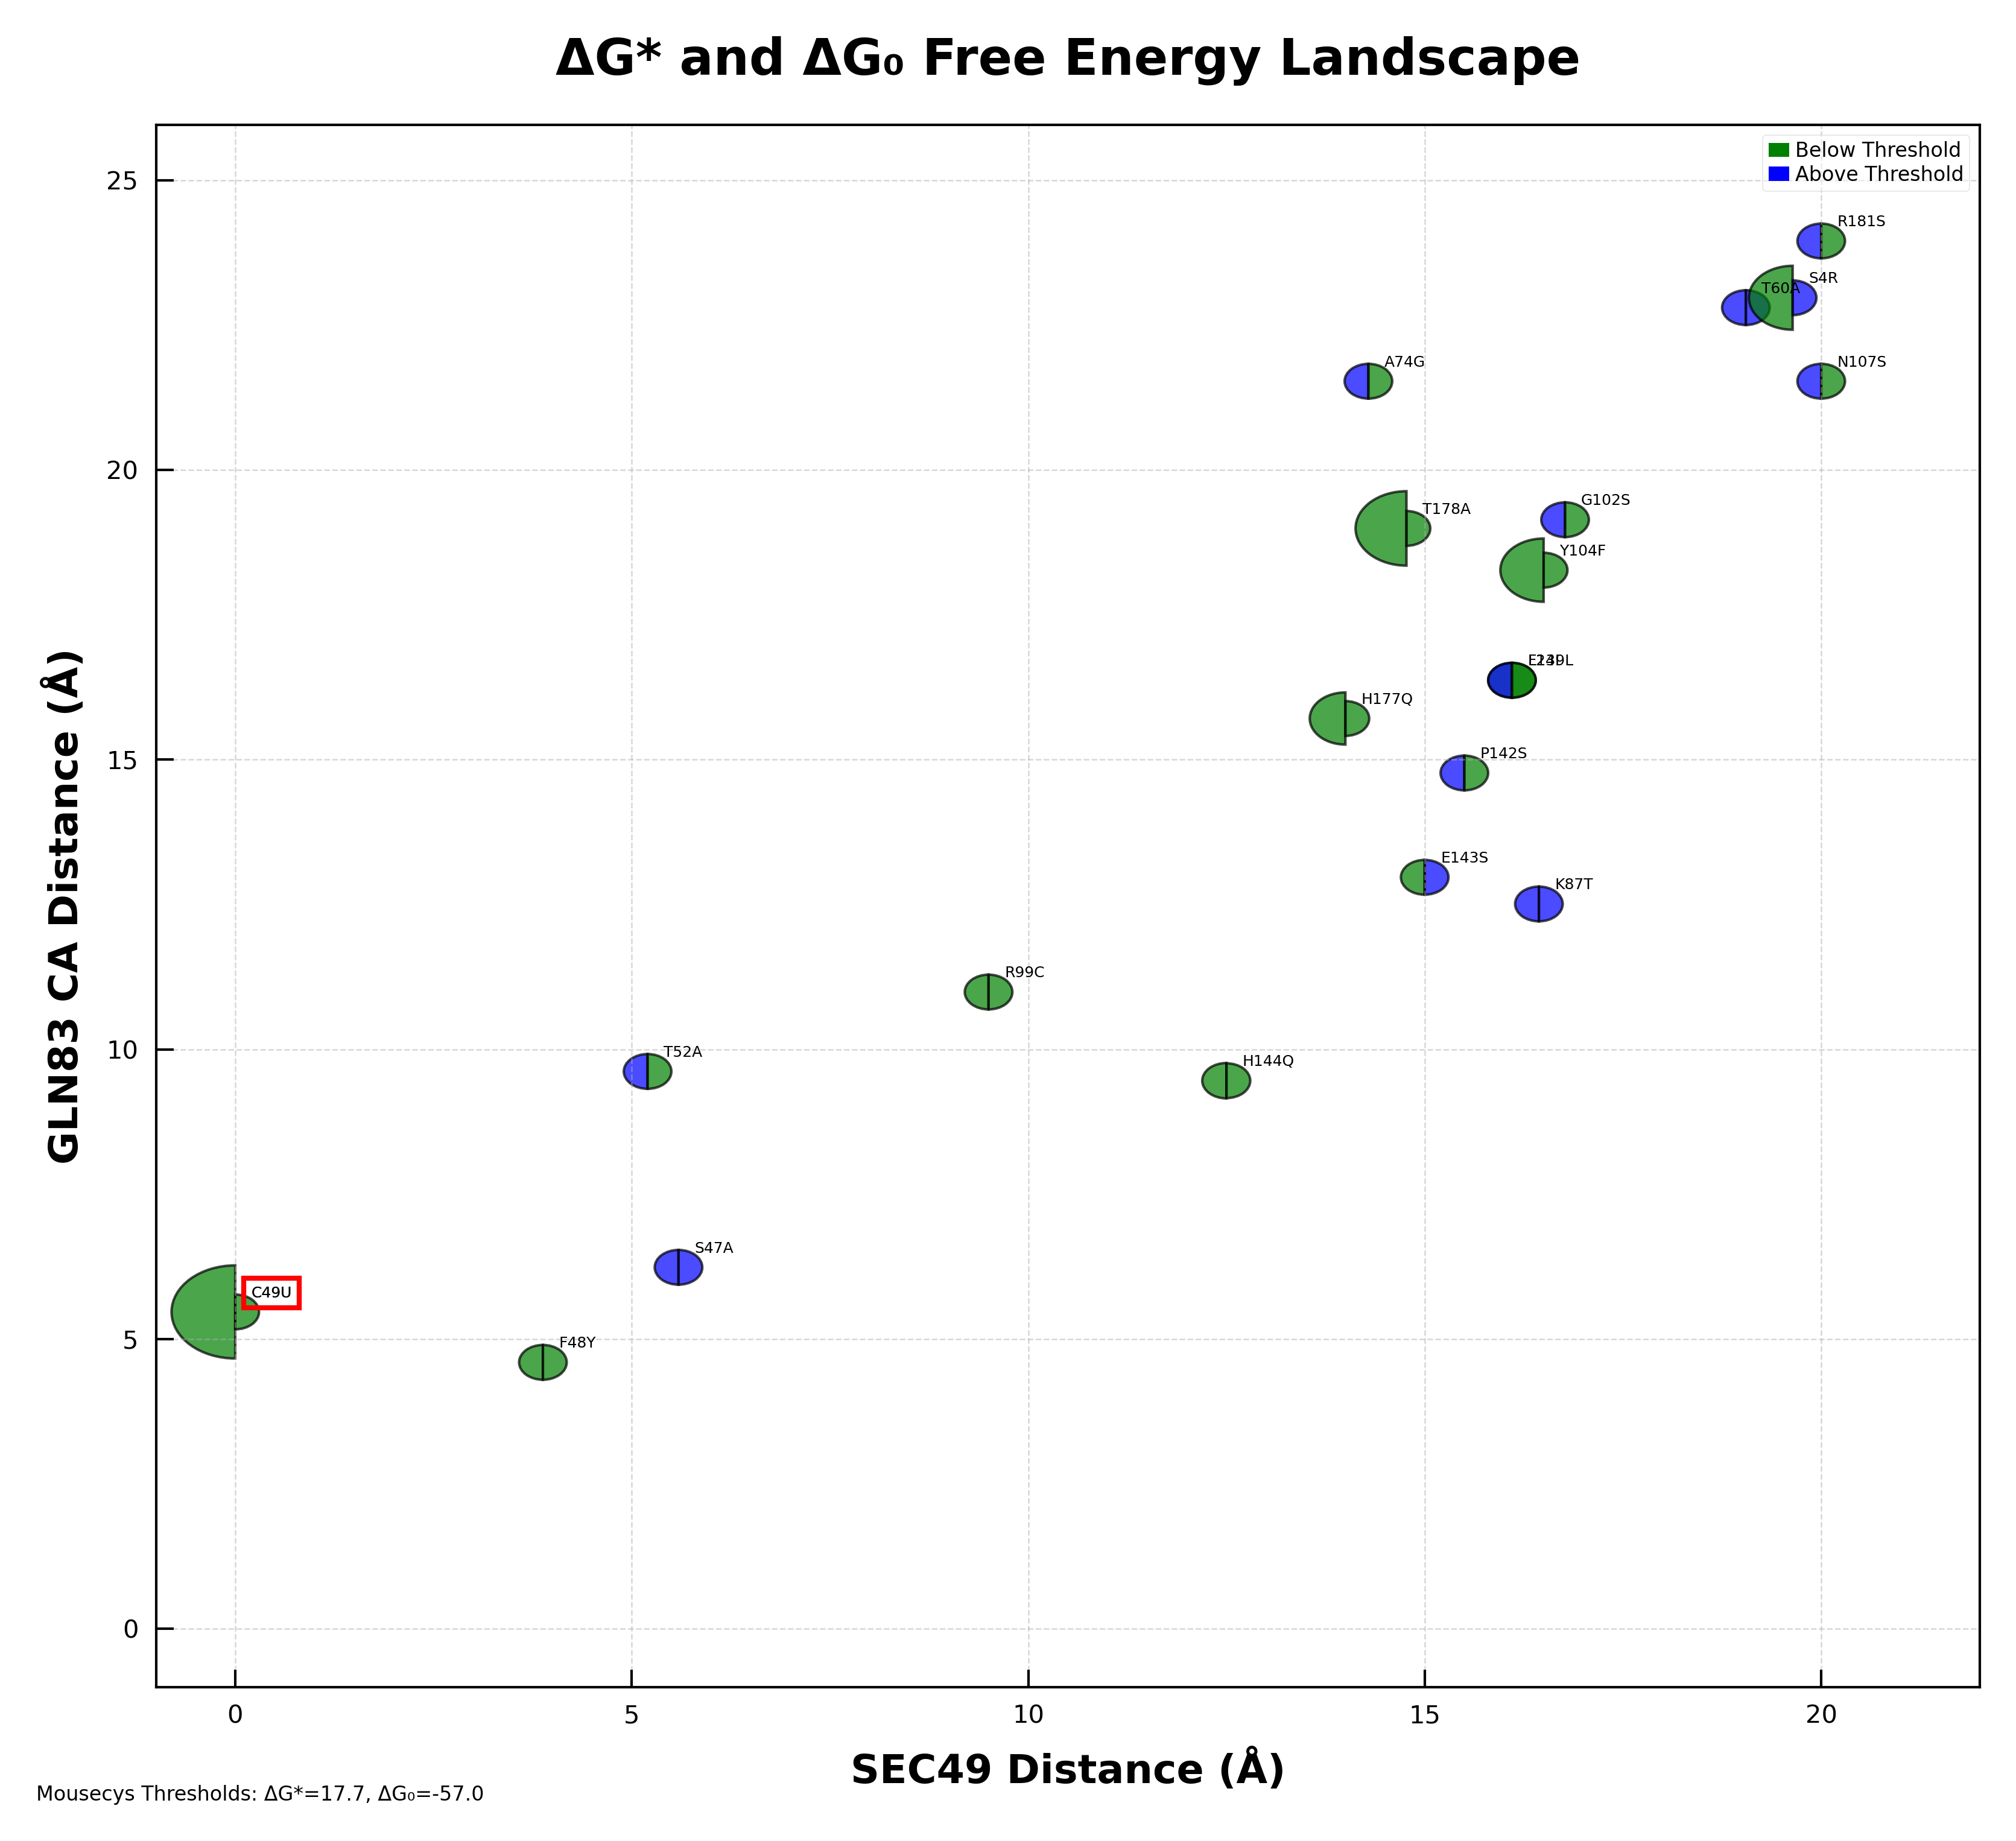 ΔG* and ΔG₀ Free Energy Landscape
Below Threshold
Above Threshold
GLN83 CA Distance (Å)
25
20
15
10
5
0
R181S
S4R
T60A
A74G
N107S
T178A
G102S
Y104F
H177Q
P142S
E143S
K87T
R99C
T52A
H144Q
S47A
C49U
F48Y
0
5
10
15
20
SEC49 Distance (Å)
Mousecys Thresholds: ΔG*=17.7, ΔG₀=-57.0